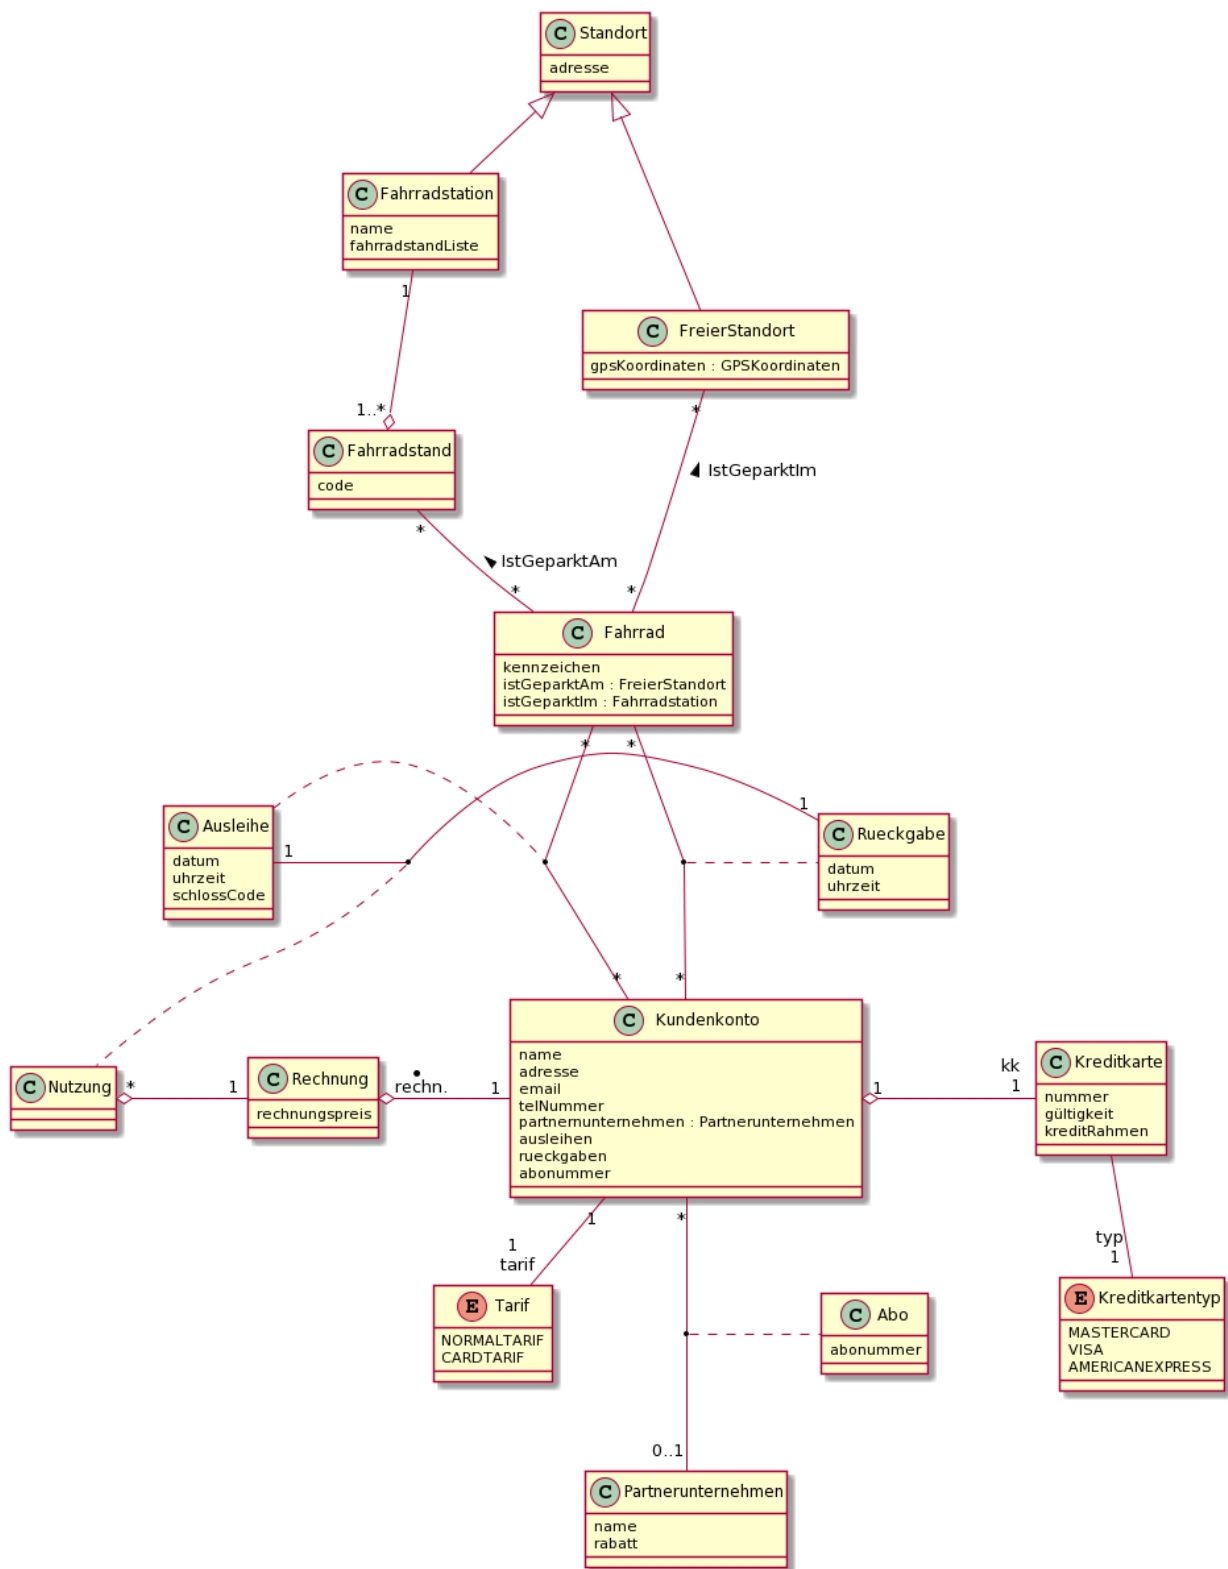 C Standort
adresse
C Fahrradstation
name
fahrradstandListe
1
C FreierStandort
gpsKoordinaten : GPSKoordinaten
*
1..*
C Fahrradstand
code
*
IstGeparktIm
IstGeparktAm
*
*
C Fahrrad
kennzeichen
istGeparktAm : FreierStandort
istGeparktIm : Fahrradstation
*
*
1
C Ausleihe
datum
uhrzeit
schlossCode
1
C Rueckgabe
datum
uhrzeit
*
*
C Kundenkonto
name
adresse
email
telNummer
partnernunternehmen : Partnerunternehmen
ausleihen
rueckgaben
abonummer
C Nutzung
*
1
C Rechnung
rechnungspreis
rechn.
1
1
kk
1
C Kreditkarte
nummer
gültigkeit
kreditRahmen
1
1
tarif
*
typ
1
E Tarif
NORMALTARIF
CARDTARIF
C Abo
abonummer
E Kreditkartentyp
MASTERCARD
VISA
AMERICANEXPRESS
0..1
C Partnerunternehmen
name
rabatt